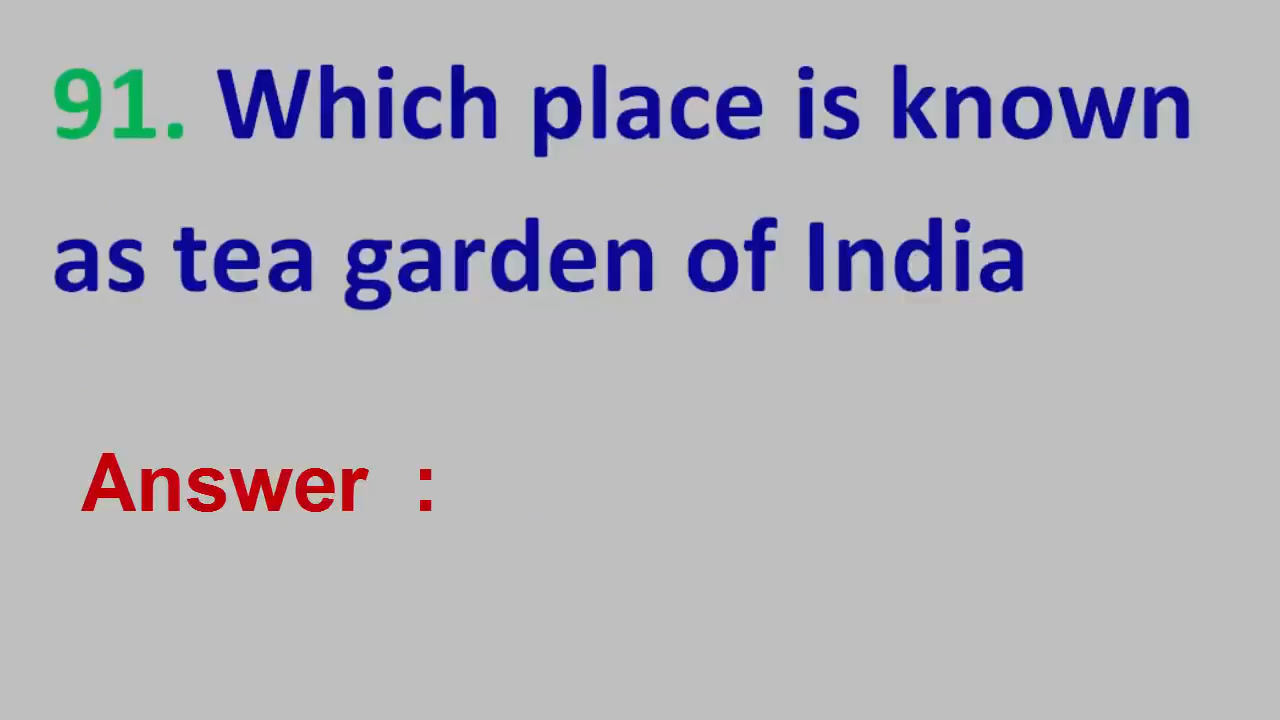 91. Which place is known
as tea garden of India
Answer :